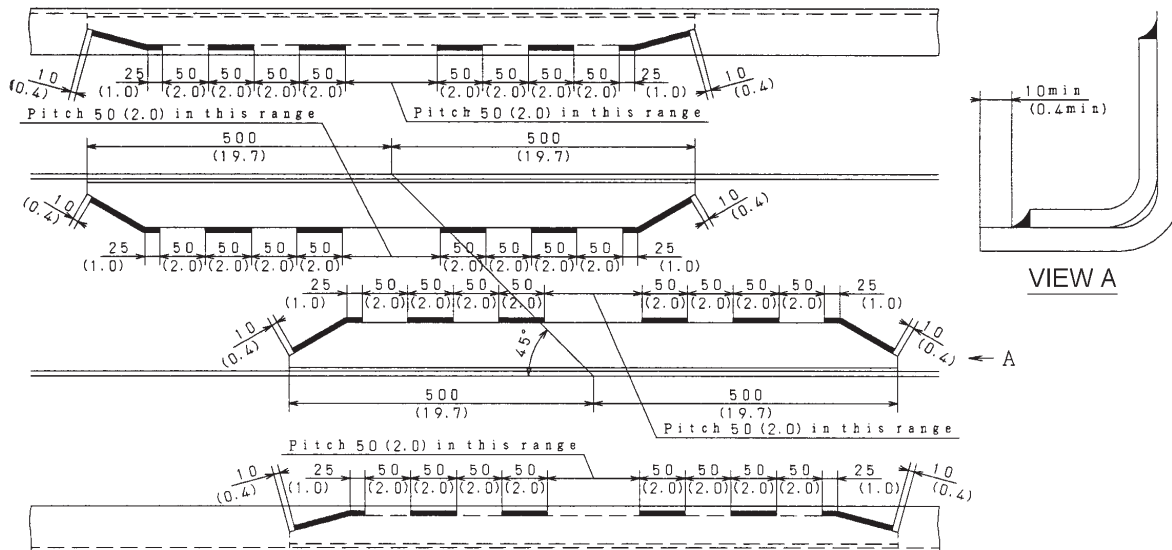 10 25 50 50 50 50 50 50 50 50 25 10
(0.4) (1.0) (2.0) (2.0) (2.0) (2.0) (2.0) (2.0) (2.0) (2.0) (1.0) (0.4)
10min
(0.4min)
Pitch 50 (2.0) in this range
Pitch 50 (2.0) in this range
500 500
(19.7) (19.7)
10 10
(0.4) (0.4)
25 50 50 50 50 50 50 50 50 25
(1.0) (2.0) (2.0) (2.0) (2.0) (2.0) (2.0) (2.0) (2.0) (1.0)
VIEW A
25 50 50 50 50 50 50 50 50 25
(1.0) (2.0) (2.0) (2.0) (2.0) (2.0) (2.0) (2.0) (2.0) (1.0)
10 45° 10
(0.4) (0.4)
A
500 500
(19.7) (19.7)
Pitch 50 (2.0) in this range
Pitch 50 (2.0) in this range
10 25 50 50 50 50 50 50 50 50 25 10
(0.4) (1.0) (2.0) (2.0) (2.0) (2.0) (2.0) (2.0) (2.0) (2.0) (1.0) (0.4)